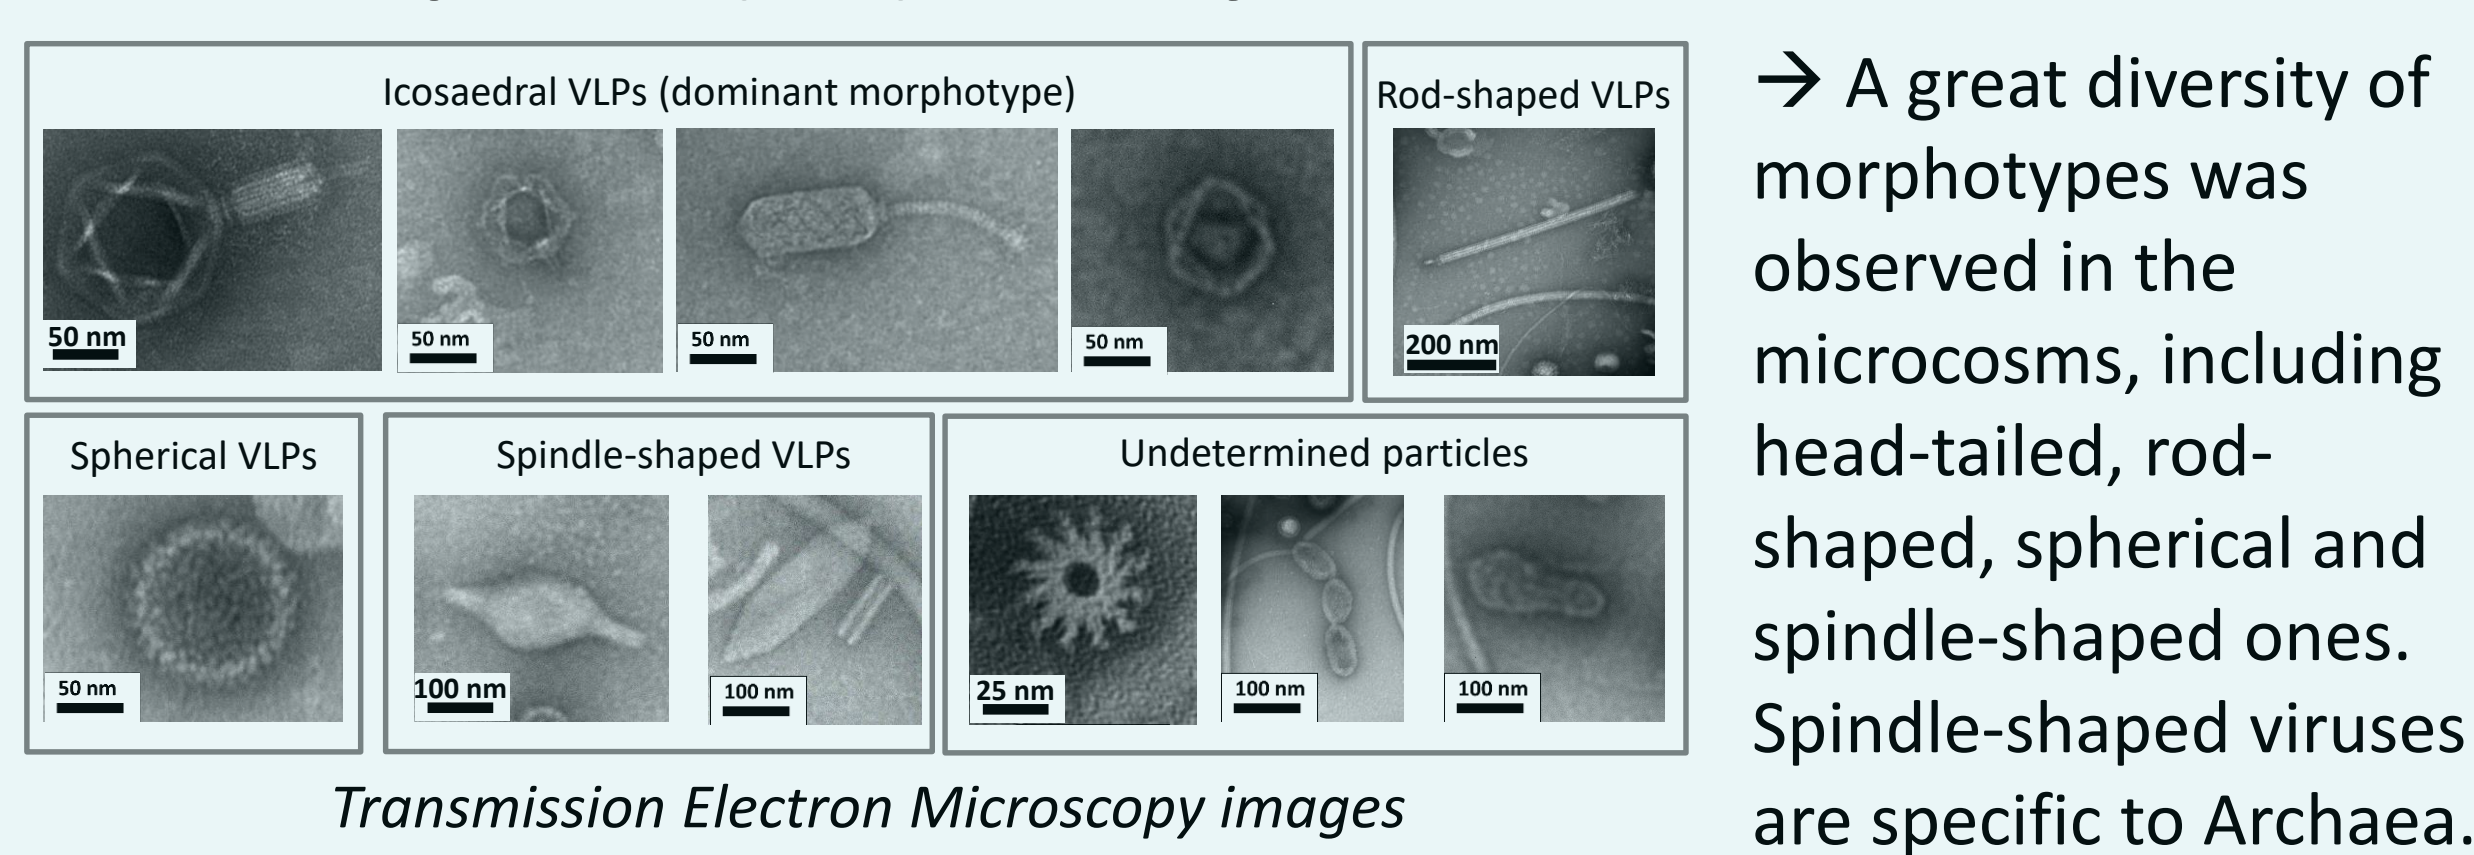 Icosaedral VLPs (dominant morphotype)
50 nm
50 nm
50 nm
50 nm
Rod-shaped VLPs
200 nm
Spherical VLPs
50 nm
Spindle-shaped VLPs
100 nm
100 nm
Undetermined particles
25 nm
100 nm
100 nm
Transmission Electron Microscopy images
→ A great diversity of
morphotypes was
observed in the
microcosms, including
head-tailed, rod-
shaped, spherical and
spindle-shaped ones.
Spindle-shaped viruses
are specific to Archaea.